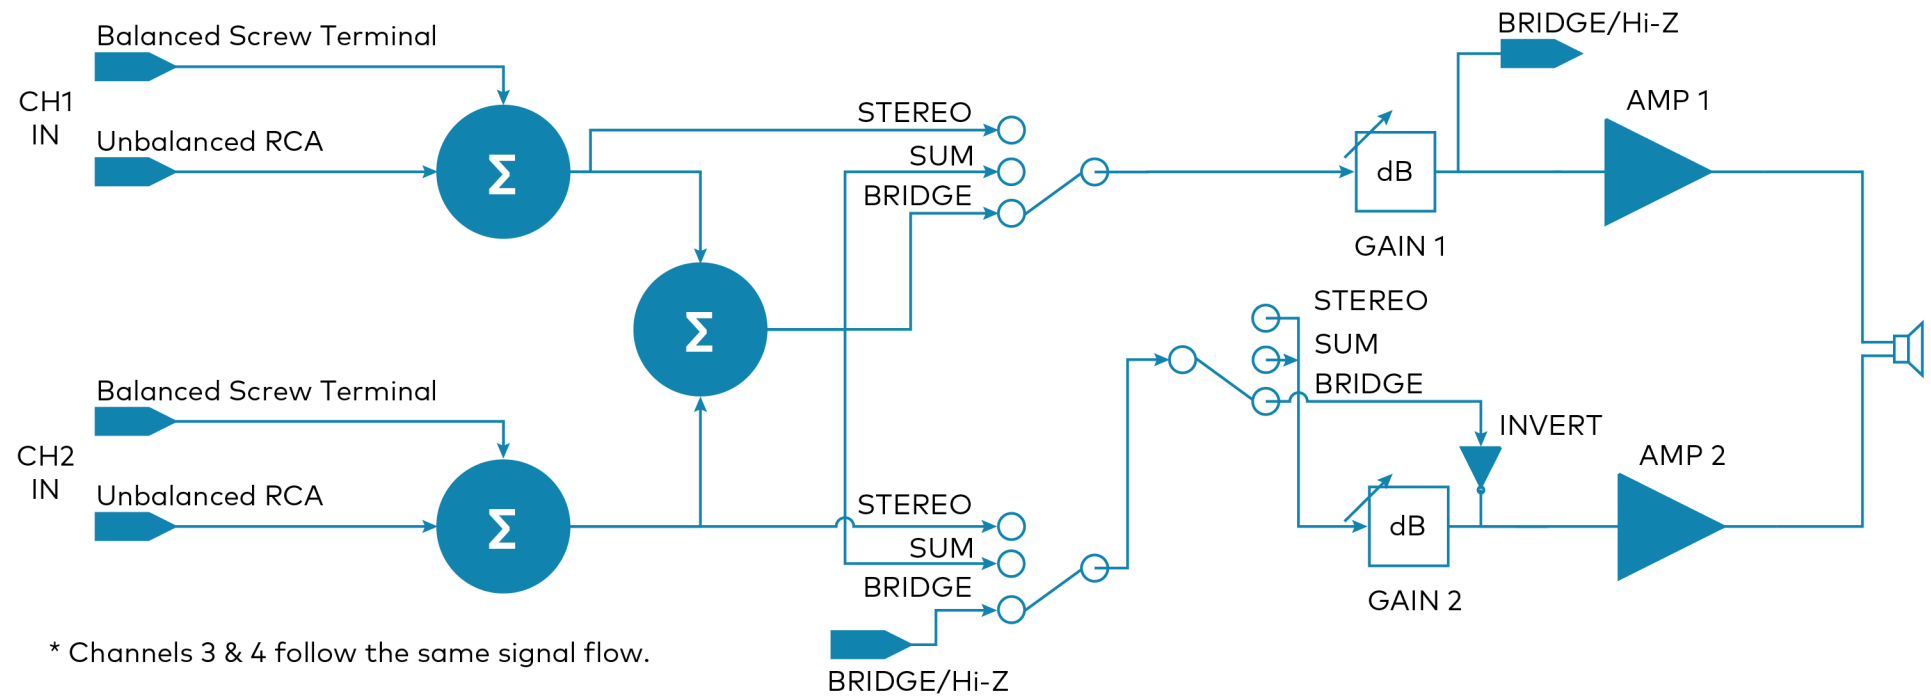 Balanced Screw Terminal
CH1
IN
Unbalanced RCA
Σ
STEREO
SUM
BRIDGE
BRIDGE/Hi-Z
dB
GAIN 1
AMP 1
Σ
Balanced Screw Terminal
CH2
IN
Unbalanced RCA
Σ
STEREO
SUM
BRIDGE
BRIDGE/Hi-Z
STEREO
SUM
BRIDGE
INVERT
dB
GAIN 2
AMP 2
* Channels 3 & 4 follow the same signal flow.